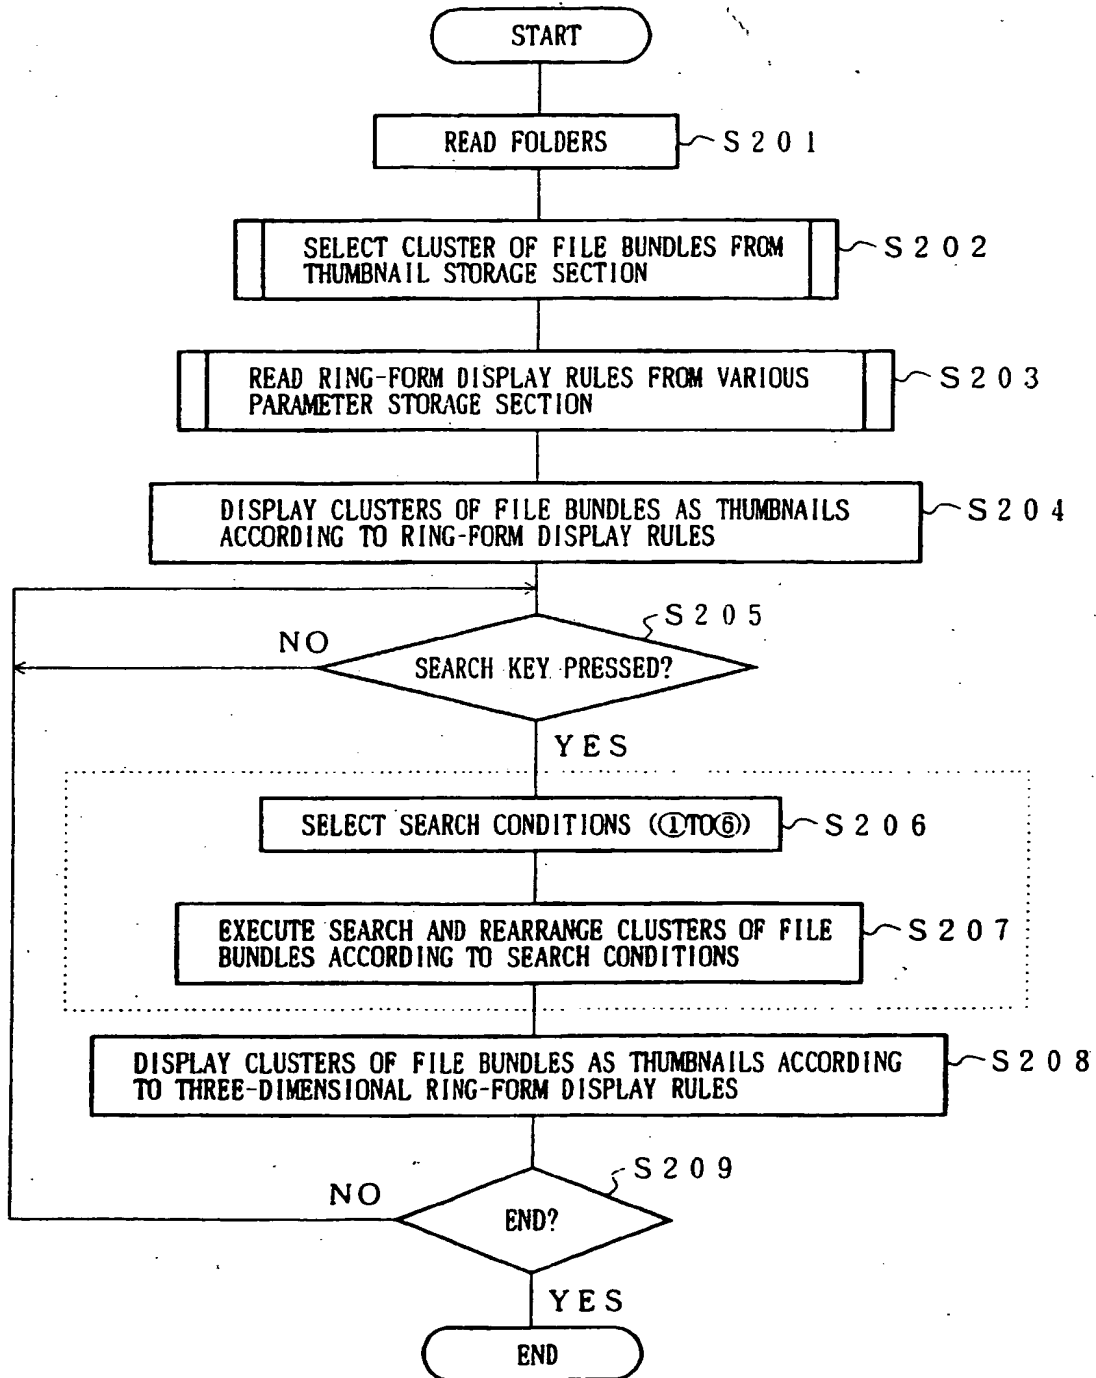 START
READ FOLDERS
S201
SELECT CLUSTER OF FILE BUNDLES FROM
THUMBNAIL STORAGE SECTION
S202
READ RING-FORM DISPLAY RULES FROM VARIOUS
PARAMETER STORAGE SECTION
S203
DISPLAY CLUSTERS OF FILE BUNDLES AS THUMBNAILS
ACCORDING TO RING-FORM DISPLAY RULES
S204
S205
NO
SEARCH KEY PRESSED?
YES
SELECT SEARCH CONDITIONS (①TO⑥)
S206
EXECUTE SEARCH AND REARRANGE CLUSTERS OF FILE
BUNDLES ACCORDING TO SEARCH CONDITIONS
S207
DISPLAY CLUSTERS OF FILE BUNDLES AS THUMBNAILS ACCORDING
TO THREE-DIMENSIONAL RING-FORM DISPLAY RULES
S208
S209
NO
END?
YES
END